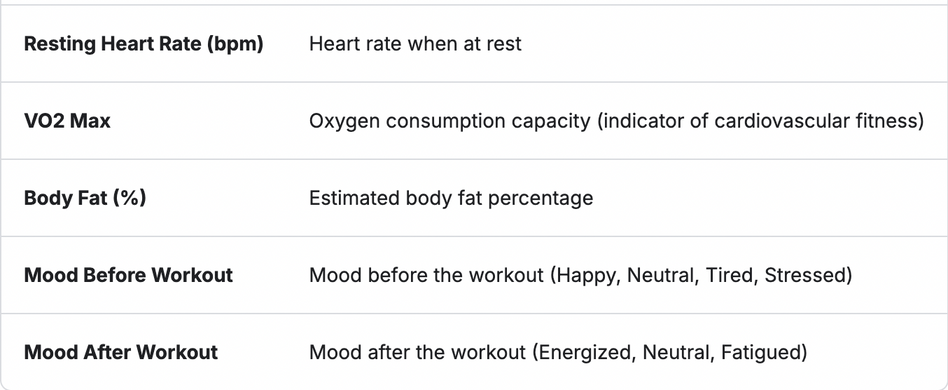 Resting Heart Rate (bpm) Heart rate when at rest
VO2 Max Oxygen consumption capacity (indicator of cardiovascular fitness)
Body Fat (%) Estimated body fat percentage
Mood Before Workout Mood before the workout (Happy, Neutral, Tired, Stressed)
Mood After Workout Mood after the workout (Energized, Neutral, Fatigued)